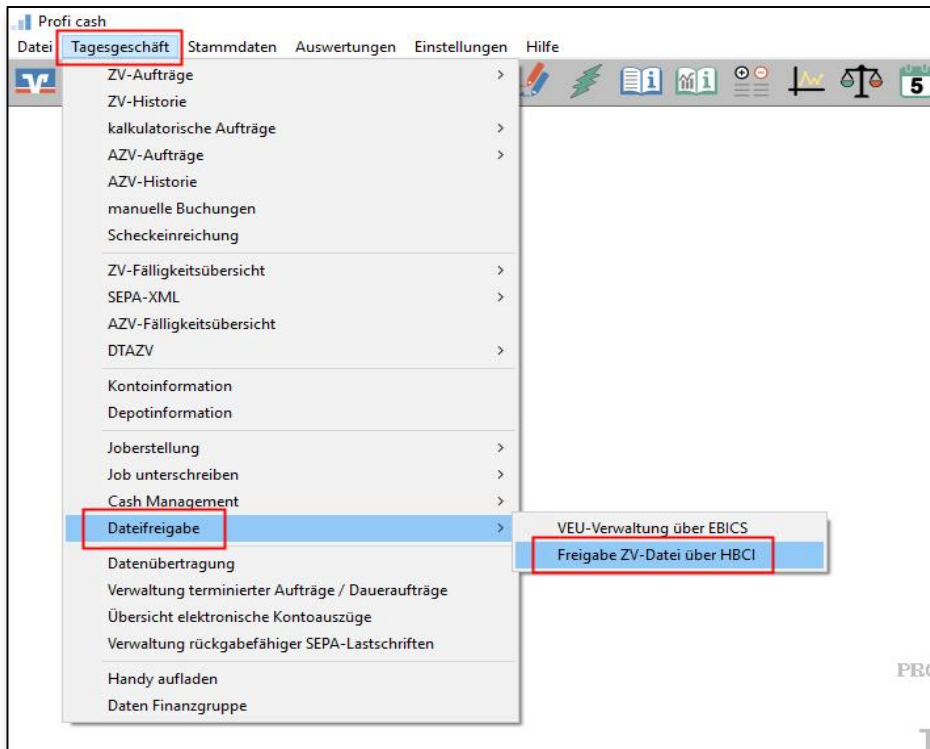 Profi cash
Datei Tagesgeschäft Stammdaten Auswertungen Einstellungen Hilfe
ZV-Aufträge
ZV-Historie
kalkulatorische Aufträge
AZV-Aufträge
AZV-Historie
manuelle Buchungen
Scheckeinreichung
ZV-Fälligkeitsübersicht
SEPA-XML
AZV-Fälligkeitsübersicht
DTAZV
Kontoinformation
Depotinformation
Joberstellung
Job unterschreiben
Cash Management
Dateifreigabe
VEU-Verwaltung über EBICS
Freigabe ZV-Datei über HBCI
Datenübertragung
Verwaltung terminierter Aufträge / Daueraufträge
Übersicht elektronische Kontoauszüge
Verwaltung rückgabefähiger SEPA-Lastschriften
Handy aufladen
Daten Finanzgruppe
5